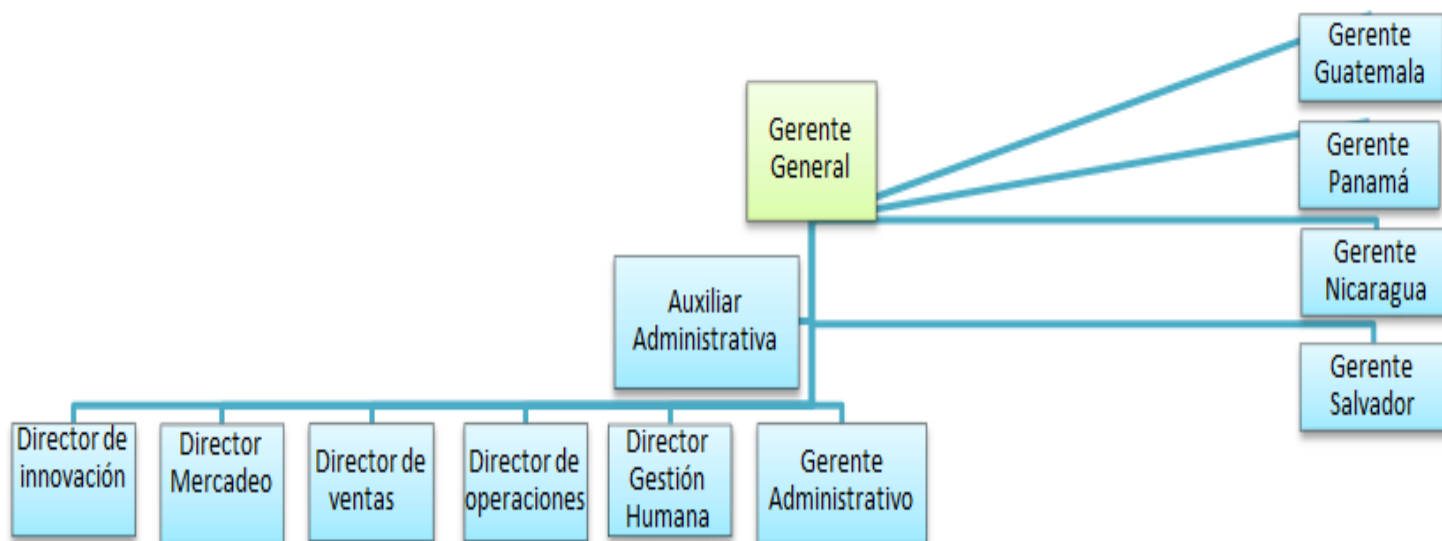 Gerente
Guatemala
Gerente
General
Gerente
Panamá
Gerente
Nicaragua
Auxiliar
Administrativa
Gerente
Salvador
Director de
innovación
Director
Mercadeo
Director de
ventas
Director de
operaciones
Director
Gestión
Humana
Gerente
Administrativo